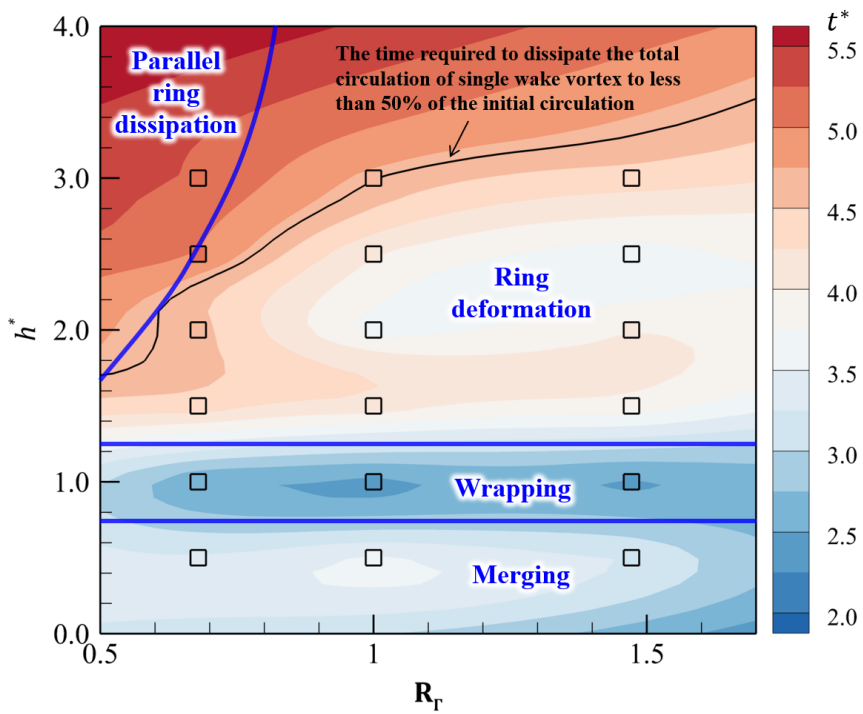 t*
4.0
Parallel
ring
dissipation
The time required to dissipate the total
circulation of single wake vortex to less
than 50% of the initial circulation
5.5
5.0
4.5
4.0
3.5
3.0
2.5
2.0
3.0
2.0
1.0
0.0
h*
Ring
deformation
Wrapping
Merging
0.5
1
1.5
R_Γ